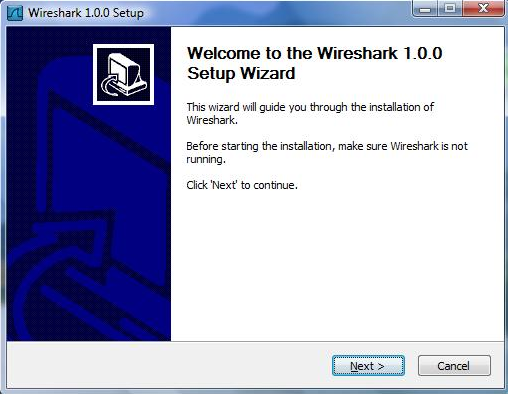 Wireshark 1.0.0 Setup
Welcome to the Wireshark 1.0.0
Setup Wizard
This wizard will guide you through the installation of
Wireshark.
Before starting the installation, make sure Wireshark is not
running.
Click 'Next' to continue.
Next >
Cancel